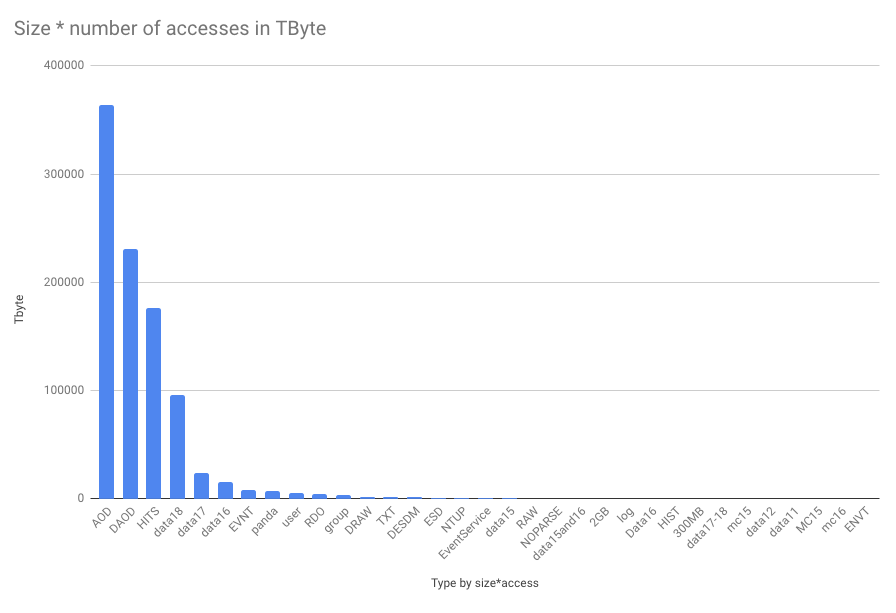 Size * number of accesses in TByte
400000
300000
200000
100000
0
Tbyte
AOD
DAOD
HITS
data18
data17
data16
EVNT
panda
user
RDO
group
DRAW
TXT
DESDM
ESD
NTUP
EventService
data15
RAW
NOPARSE
data15and16
2GB
log
Data16
HIST
300MB
data17-18
mc15
data12
data11
MC15
mc16
ENVT
Type by size*access